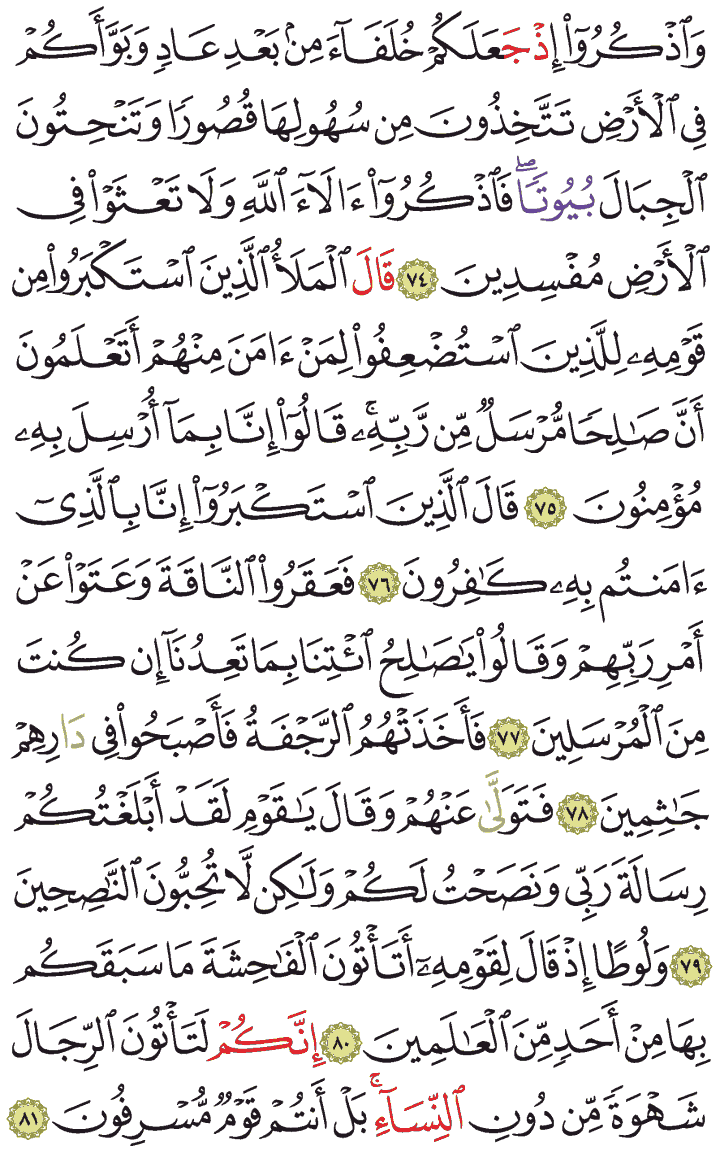 وَٱذۡكُرُوٓاْ إِذۡ جَعَلَكُمۡ خُلَفَآءَ مِنۢ بَعۡدِ عَادٖ وَبَوَّأَكُمۡ
فِي ٱلۡأَرۡضِ تَتَّخِذُونَ مِن سُهُولِهَا قُصُورٗا وَتَنۡحِتُونَ
ٱلۡجِبَالَ بُيُوتٗاۖ فَٱذۡكُرُوٓاْ ءَالَآءَ ٱللَّهِ وَلَا تَعۡثَوۡاْ فِي
ٱلۡأَرۡضِ مُفۡسِدِينَ ٧٤ قَالَ ٱلۡمَلَأُ ٱلَّذِينَ ٱسۡتَكۡبَرُواْ مِن
قَوۡمِهِۦ لِلَّذِينَ ٱسۡتُضۡعِفُواْ لِمَنۡ ءَامَنَ مِنۡهُمۡ أَتَعۡلَمُونَ
أَنَّ صَٰلِحٗا مُّرۡسَلٞ مِّن رَّبِّهِۦۚ قَالُوٓاْ إِنَّا بِمَآ أُرۡسِلَ بِهِۦ
مُؤۡمِنُونَ ٧٥ قَالَ ٱلَّذِينَ ٱسۡتَكۡبَرُوٓاْ إِنَّا بِٱلَّذِيٓ
ءَامَنتُم بِهِۦ كَٰفِرُونَ ٧٦ فَعَقَرُواْ ٱلنَّاقَةَ وَعَتَوۡاْ عَنۡ
أَمۡرِ رَبِّهِمۡ وَقَالُواْ يَٰصَٰلِحُ ٱئۡتِنَا بِمَا تَعِدُنَآ إِن كُنتَ
مِنَ ٱلۡمُرۡسَلِينَ ٧٧ فَأَخَذَتۡهُمُ ٱلرَّجۡفَةُ فَأَصۡبَحُواْ فِي دَارِهِمۡ
جَٰثِمِينَ ٧٨ فَتَوَلَّىٰ عَنۡهُمۡ وَقَالَ يَٰقَوۡمِ لَقَدۡ أَبۡلَغۡتُكُمۡ
رِسَالَةَ رَبِّي وَنَصَحۡتُ لَكُمۡ وَلَٰكِن لَّا تُحِبُّونَ ٱلنَّٰصِحِينَ
٧٩ وَلُوطًا إِذۡ قَالَ لِقَوۡمِهِۦٓ أَتَأۡتُونَ ٱلۡفَٰحِشَةَ مَا سَبَقَكُم
بِهَا مِنۡ أَحَدٖ مِّنَ ٱلۡعَٰلَمِينَ ٨٠ إِنَّكُمۡ لَتَأۡتُونَ ٱلرِّجَالَ
شَهۡوَةٗ مِّن دُونِ ٱلنِّسَآءِۚ بَلۡ أَنتُمۡ قَوۡمٞ مُّسۡرِفُونَ ٨١